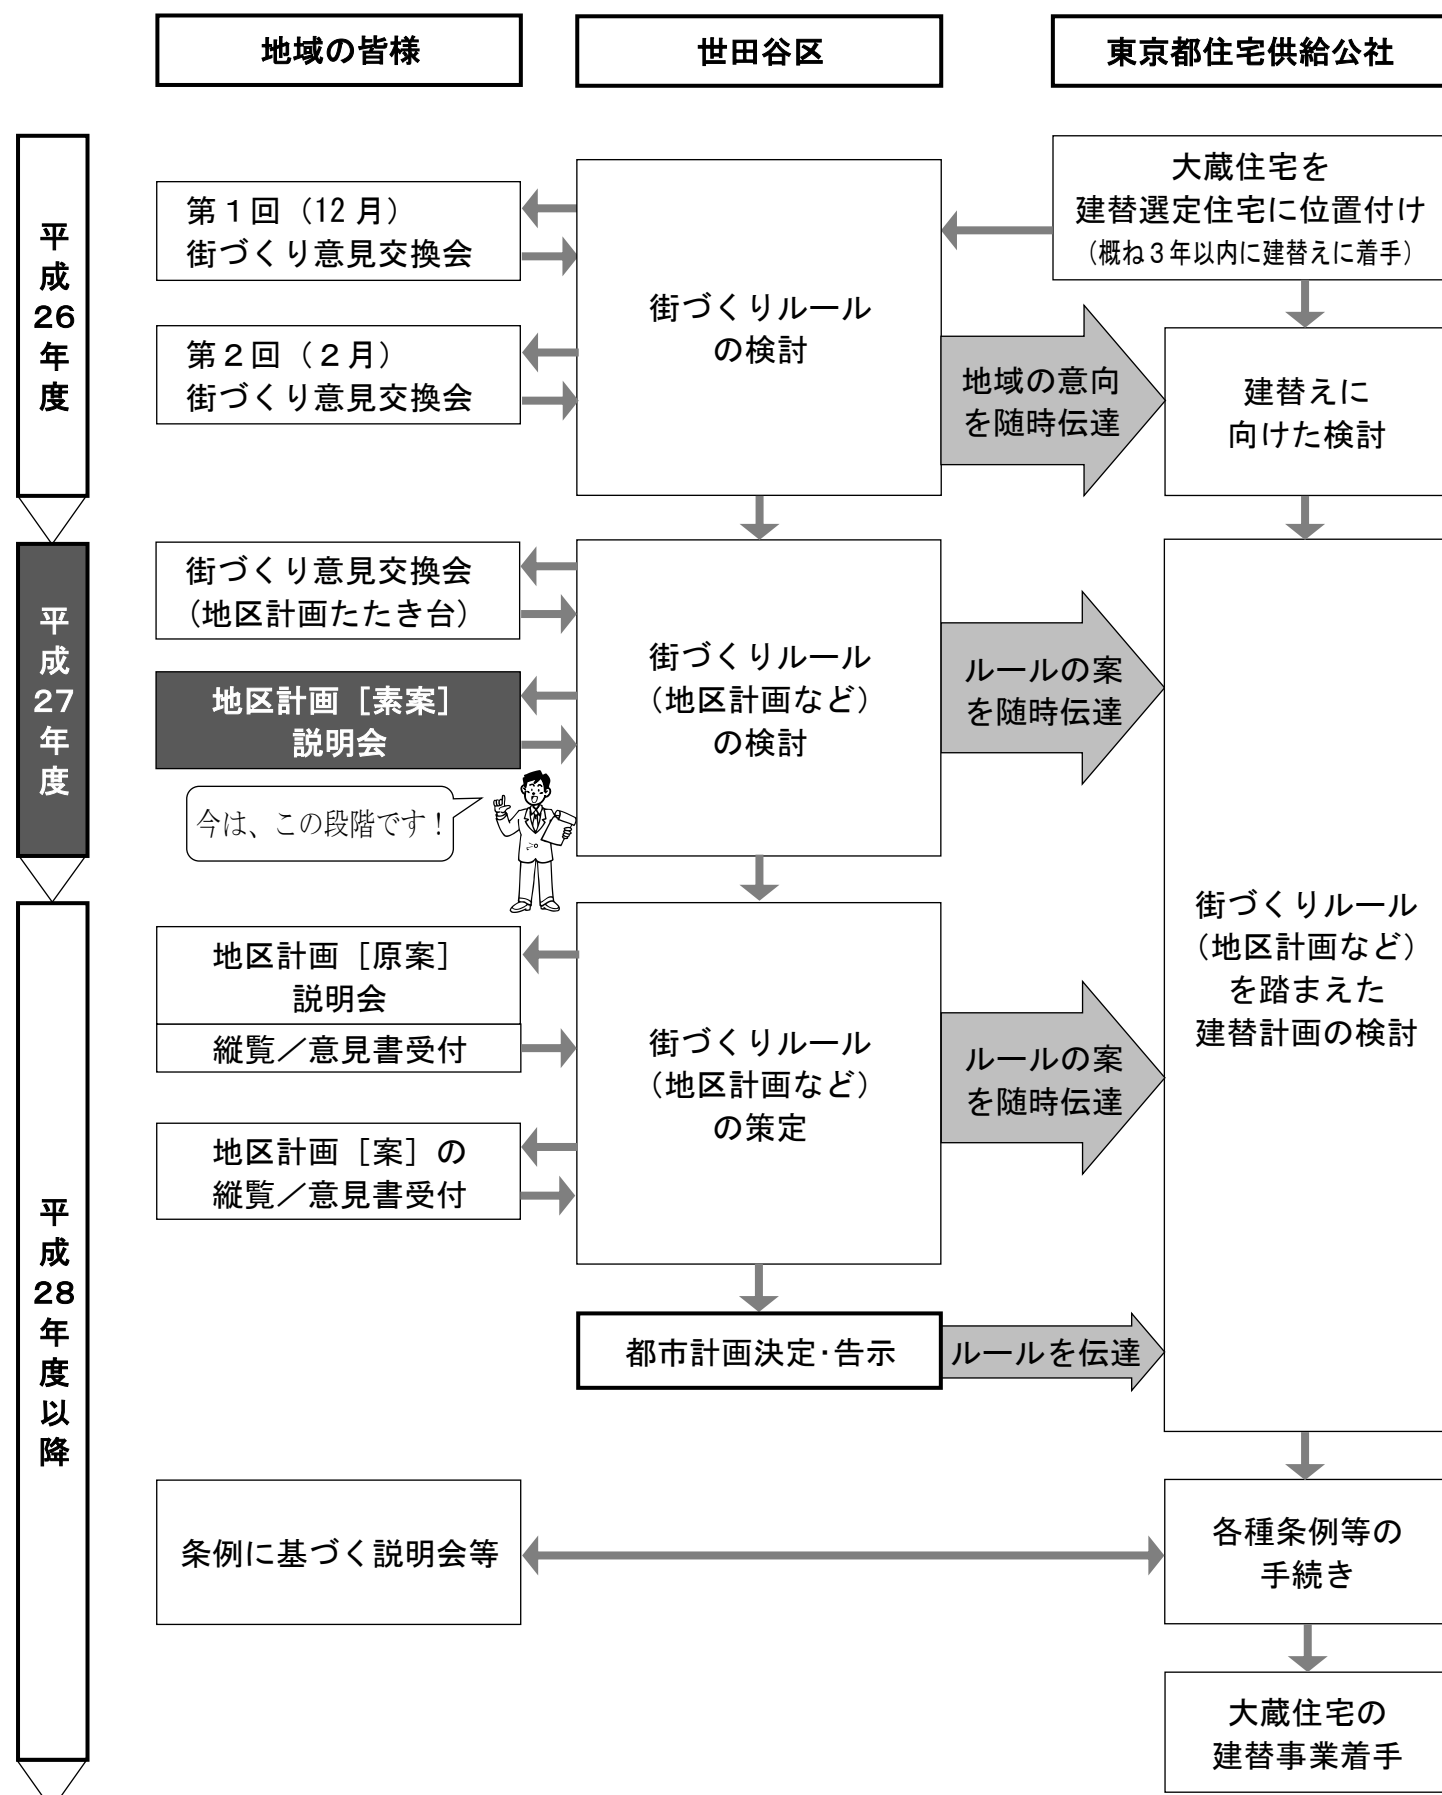 地域の皆様
世田谷区
東京都住宅供給公社
平成26年度
第１回（12月）
街づくり意見交換会
第２回（２月）
街づくり意見交換会
街づくりルール
の検討
大蔵住宅を
建替選定住宅に位置付け
（概ね３年以内に建替えに着手）
地域の意向
を随時伝達
建替えに
向けた検討
平成27年度
街づくり意見交換会
（地区計画たたき台）
地区計画［素案］
説明会
今は、この段階です！
街づくりルール
（地区計画など）
の検討
ルールの案
を随時伝達
街づくりルール
（地区計画など）
を踏まえた
建替計画の検討
平成28年度以降
地区計画［原案］
説明会
縦覧／意見書受付
地区計画［案］の
縦覧／意見書受付
街づくりルール
（地区計画など）
の策定
ルールの案
を随時伝達
都市計画決定･告示
ルールを伝達
条例に基づく説明会等
各種条例等の
手続き
大蔵住宅の
建替事業着手